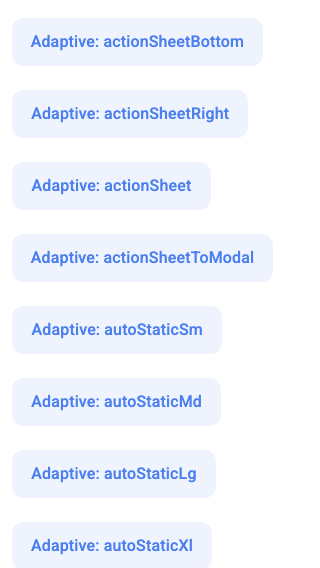 Adaptive: actionSheetBottom
Adaptive: actionSheetRight
Adaptive: actionSheet
Adaptive: actionSheetToModal
Adaptive: autoStaticSm
Adaptive: autoStaticMd
Adaptive: autoStaticLg
Adaptive: autoStaticXl